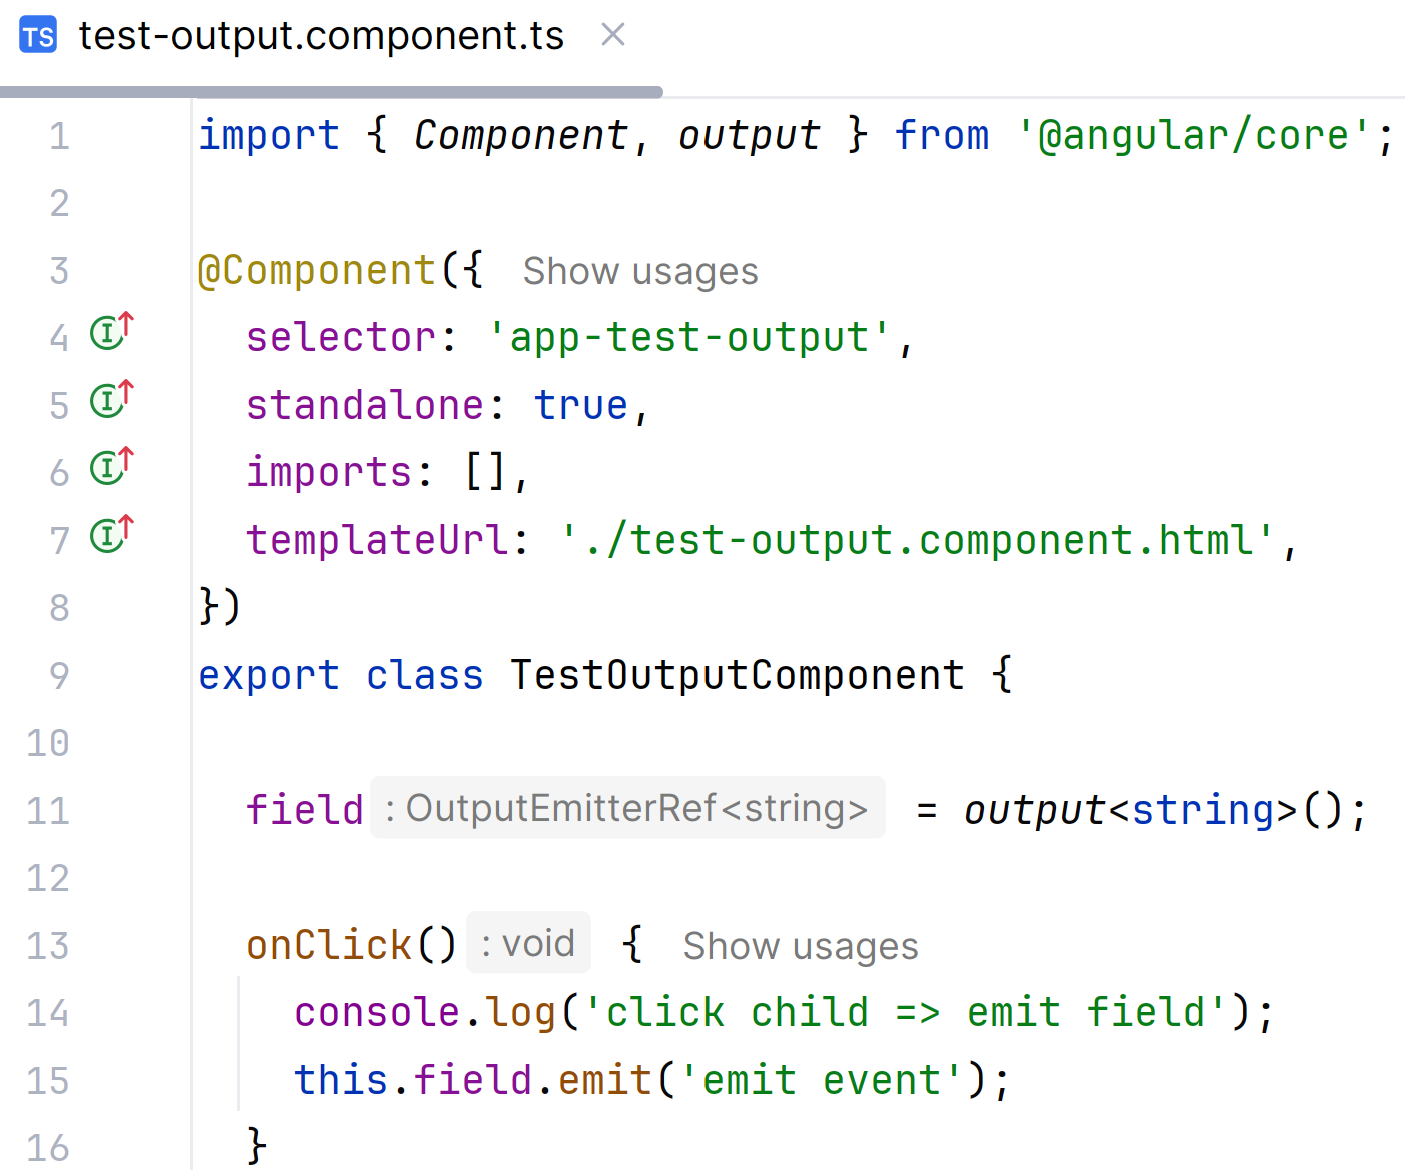 TS test-output.component.ts
1 import { Component, output } from '@angular/core';
2
3 @Component({ Show usages
4 selector: 'app-test-output',
5 standalone: true,
6 imports: [],
7 templateUrl: './test-output.component.html',
8 })
9 export class TestOutputComponent {
10
11 field : OutputEmitterRef<string> = output<string>();
12
13 onClick() : void { Show usages
14 console.log('click child => emit field');
15 this.field.emit('emit event');
16 }